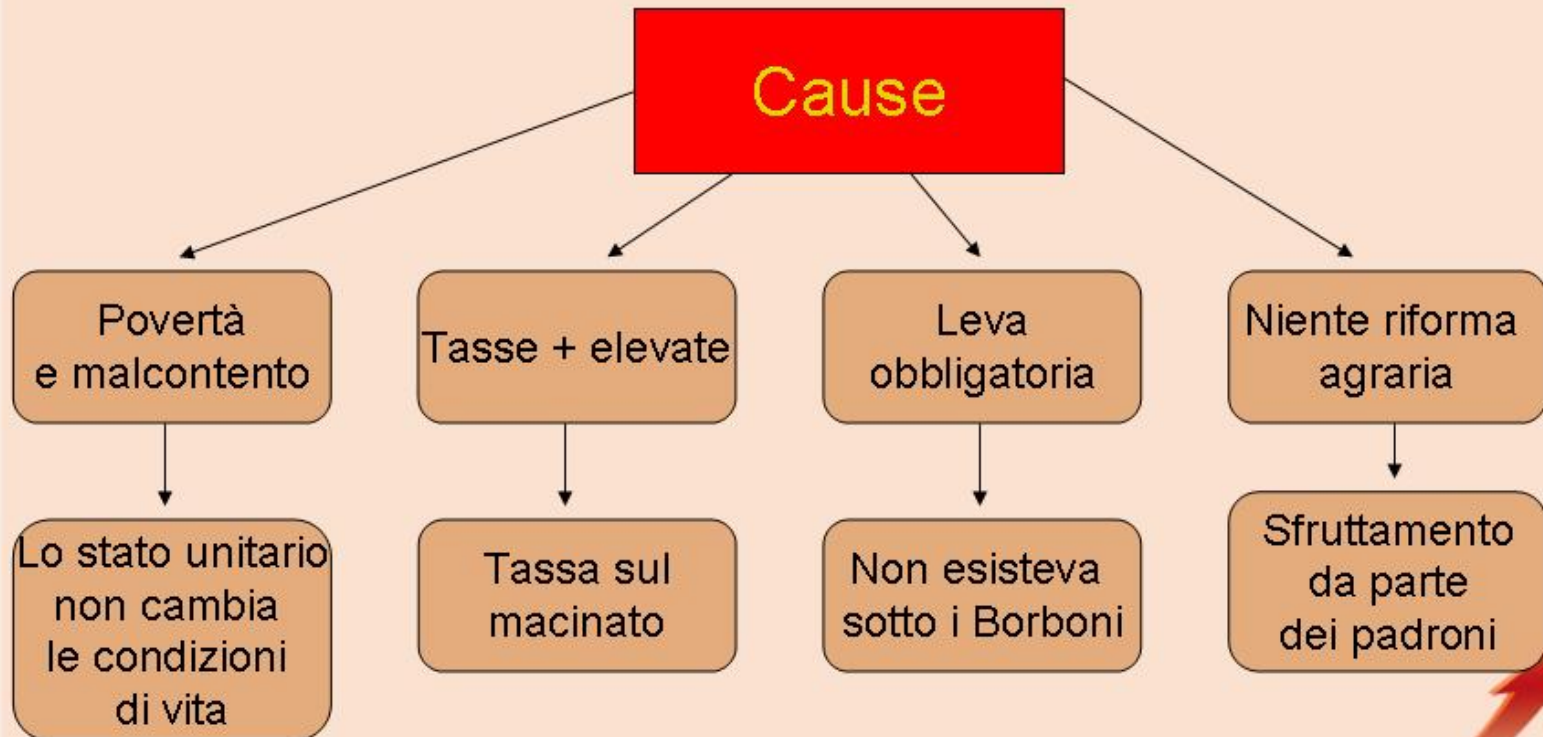 Cause
Povertà
e malcontento
Tasse + elevate
Leva
obbligatoria
Niente riforma
agraria
Lo stato unitario
non cambia
le condizioni
di vita
Tassa sul
macinato
Non esisteva
sotto i Borboni
Sfruttamento
da parte
dei padroni